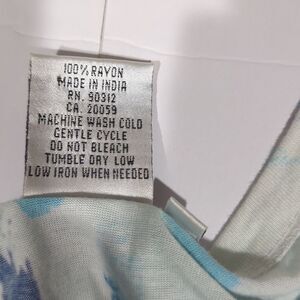 100% RAYON
MADE IN INDIA
RN. 90312
CA. 20059
MACHINE WASH COLD
GENTLE CYCLE
DO NOT BLEACH
TUMBLE DRY LOW
LOW IRON WHEN NEEDED